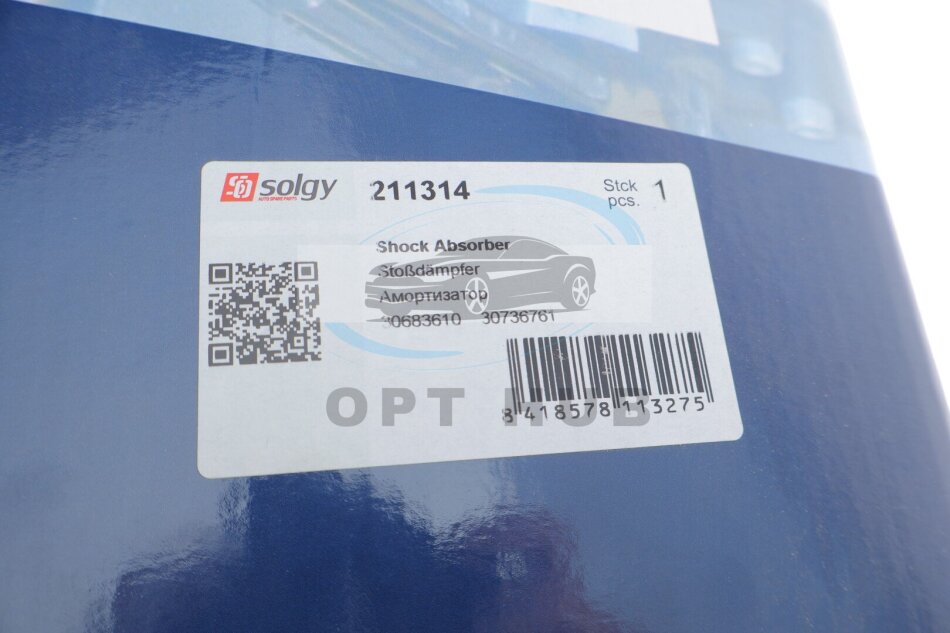 solgy
AUTO SPARE PARTS
211314
Stck
pcs. 1
Shock Absorber
Stoßdämpfer
Амортизатор
30683610 30736761
8 418578 113275
OPT HUB